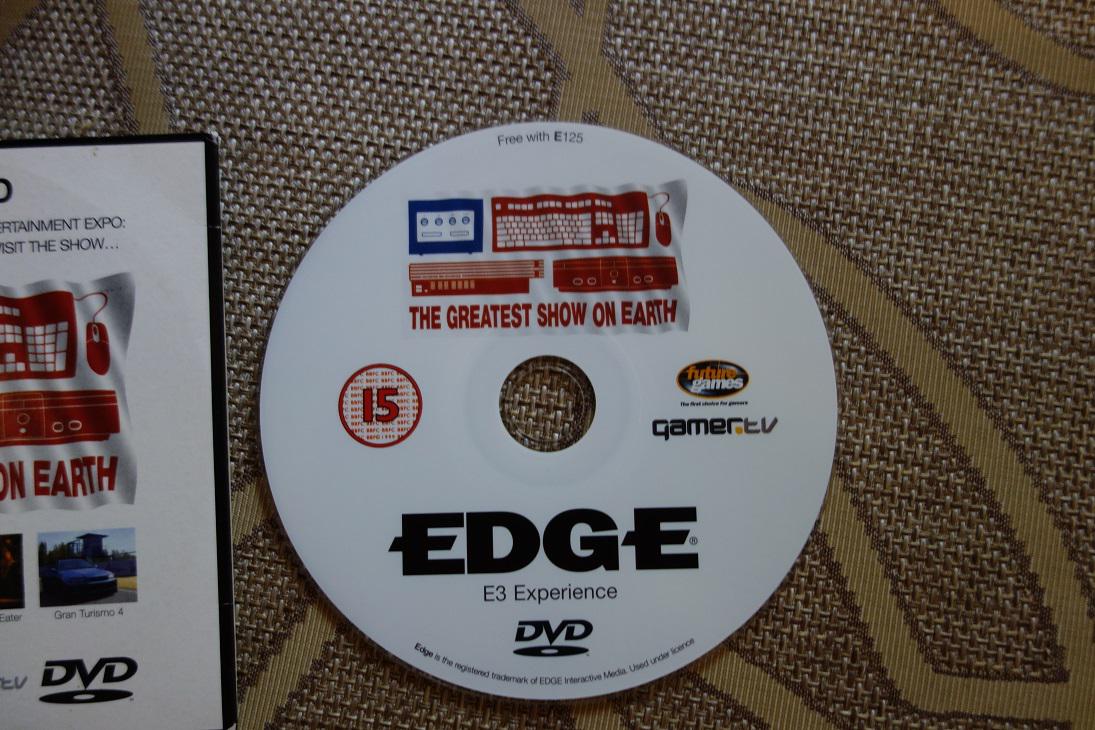 ERTAINMENT EXPO:
VISIT THE SHOW...
ON EARTH
Eater
Gran Turismo 4
tv
DVD
Free with E125
THE GREATEST SHOW ON EARTH
15
future
games
The first choice for gamers
gamer.tv
EDGE®
E3 Experience
DVD
Edge is the registered trademark of EDGE Interactive Media. Used under licence